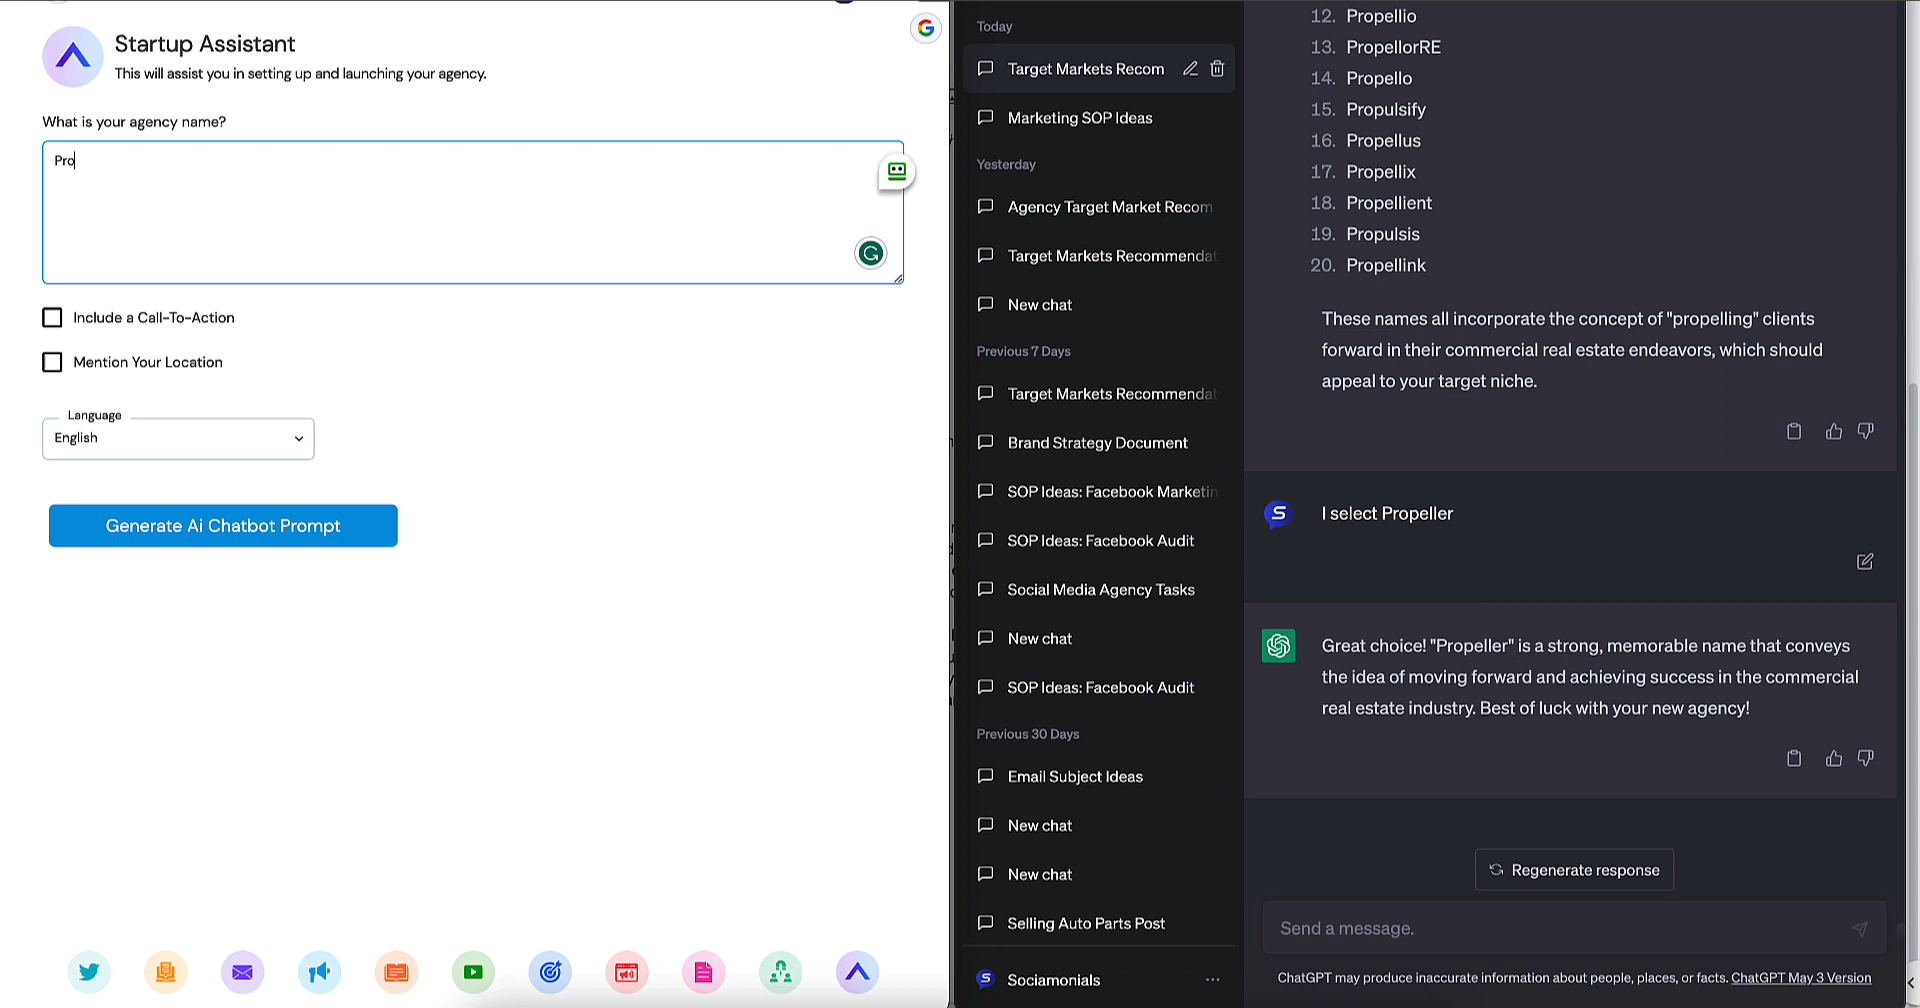 Startup Assistant
This will assist you in setting up and launching your agency.
What is your agency name?
Pro
Include a Call-To-Action
Mention Your Location
Language
English
Generate Ai Chatbot Prompt
Today
Target Markets Recom
Marketing SOP Ideas
Yesterday
Agency Target Market Recom
Target Markets Recommendat
New chat
Previous 7 Days
Target Markets Recommendat
Brand Strategy Document
SOP Ideas: Facebook Marketin
SOP Ideas: Facebook Audit
Social Media Agency Tasks
New chat
SOP Ideas: Facebook Audit
Previous 30 Days
Email Subject Ideas
New chat
New chat
Selling Auto Parts Post
Sociamonials
12. Propellio
13. PropellorRE
14. Propello
15. Propulsify
16. Propellus
17. Propellix
18. Propellient
19. Propulsis
20. Propellink
These names all incorporate the concept of "propelling" clients
forward in their commercial real estate endeavors, which should
appeal to your target niche.
I select Propeller
Great choice! "Propeller" is a strong, memorable name that conveys
the idea of moving forward and achieving success in the commercial
real estate industry. Best of luck with your new agency!
Regenerate response
Send a message.
ChatGPT may produce inaccurate information about people, places, or facts. ChatGPT May 3 Version